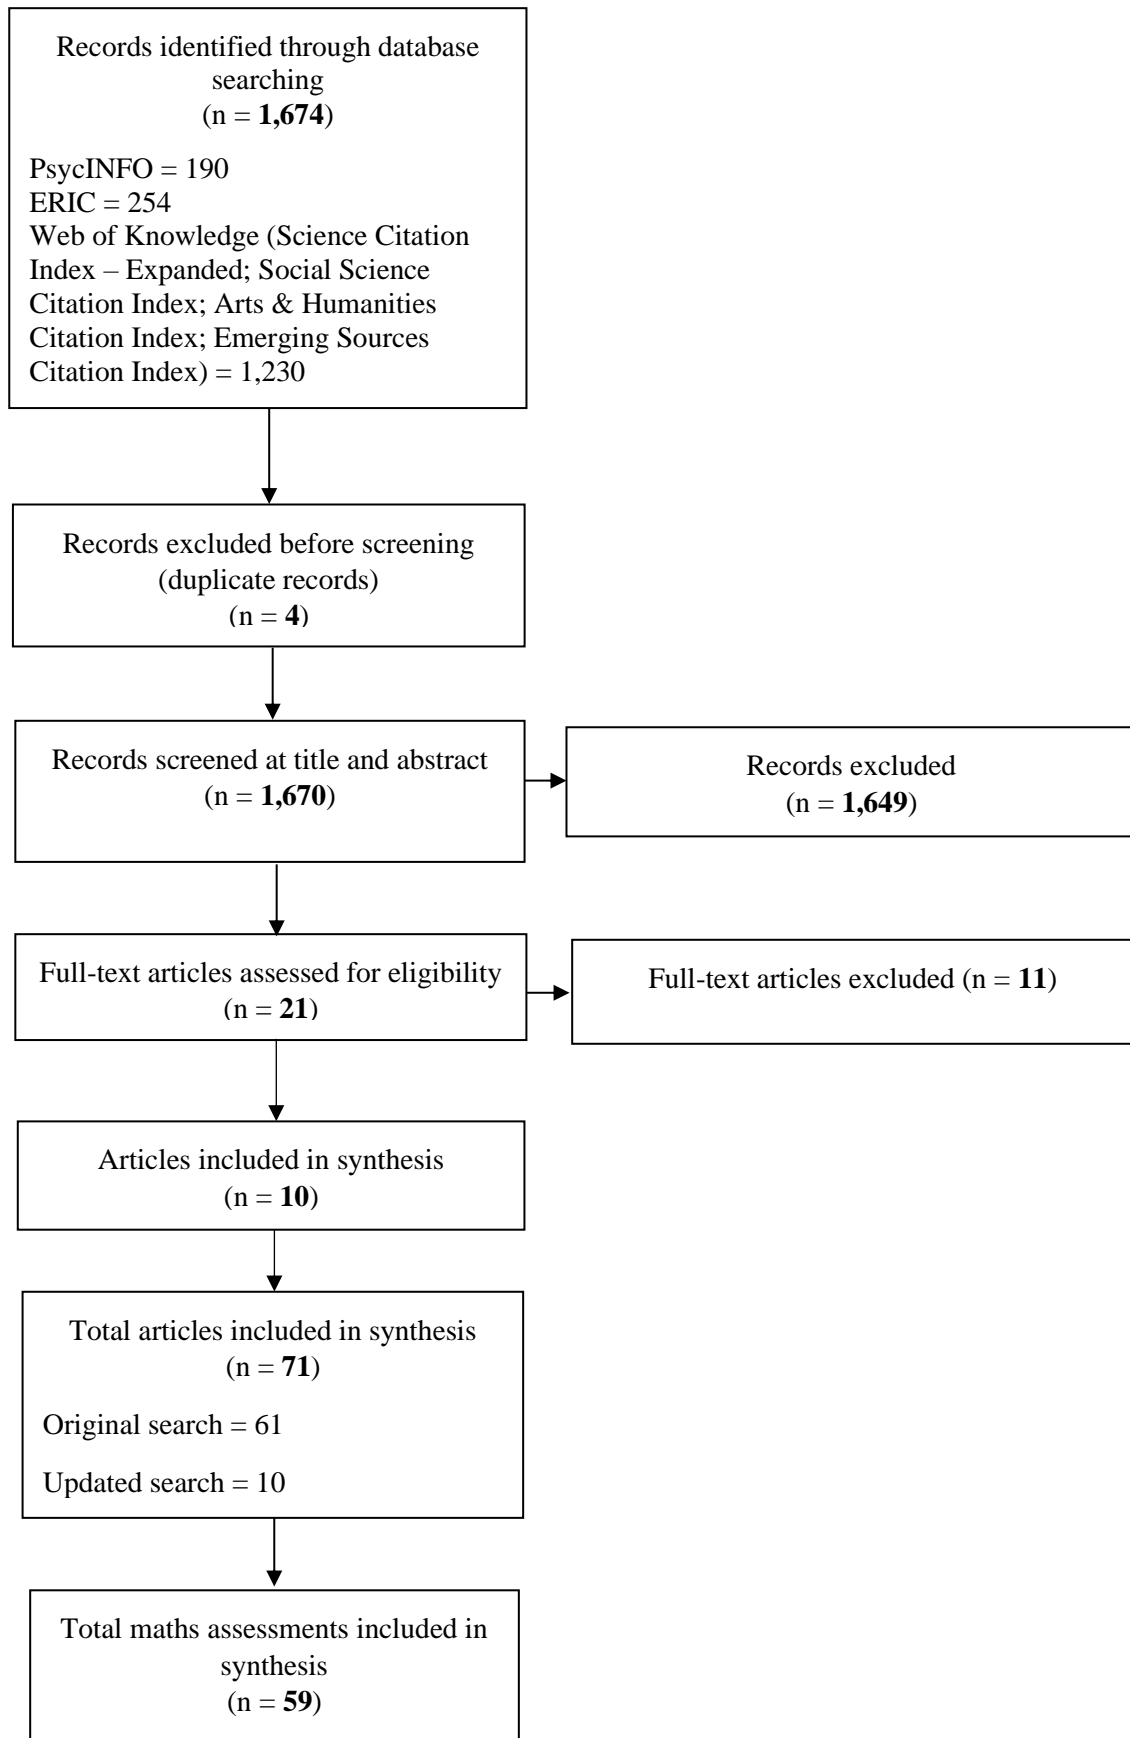 Records identified through database
searching
(n = 1,674)
PsycINFO = 190
ERIC = 254
Web of Knowledge (Science Citation
Index – Expanded; Social Science
Citation Index; Arts & Humanities
Citation Index; Emerging Sources
Citation Index) = 1,230
Records excluded before screening
(duplicate records)
(n = 4)
Records screened at title and abstract
(n = 1,670)
Records excluded
(n = 1,649)
Full-text articles assessed for eligibility
(n = 21)
Full-text articles excluded (n = 11)
Articles included in synthesis
(n = 10)
Total articles included in synthesis
(n = 71)
Original search = 61
Updated search = 10
Total maths assessments included in
synthesis
(n = 59)